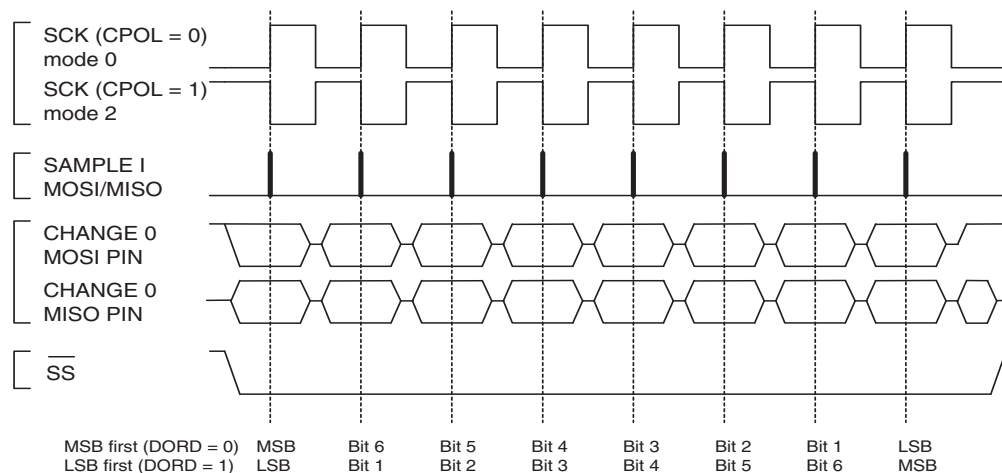 SCK (CPOL = 0)
mode 0
SCK (CPOL = 1)
mode 2
SAMPLE I
MOSI/MISO
CHANGE 0
MOSI PIN
CHANGE 0
MISO PIN
SS
MSB first (DORD = 0) MSB Bit 6 Bit 5 Bit 4 Bit 3 Bit 2 Bit 1 LSB
LSB first (DORD = 1) LSB Bit 1 Bit 2 Bit 3 Bit 4 Bit 5 Bit 6 MSB